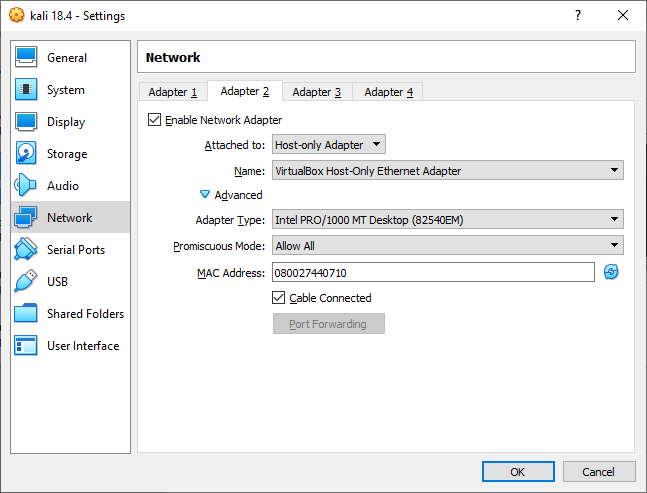 kali 18.4 - Settings
?
General
System
Display
Storage
Audio
Network
Serial Ports
USB
Shared Folders
User Interface
Network
Adapter 1 Adapter 2 Adapter 3 Adapter 4
Enable Network Adapter
Attached to: Host-only Adapter
Name: VirtualBox Host-Only Ethernet Adapter
Advanced
Adapter Type: Intel PRO/1000 MT Desktop (82540EM)
Promiscuous Mode: Allow All
MAC Address: 080027440710
Cable Connected
Port Forwarding
OK Cancel